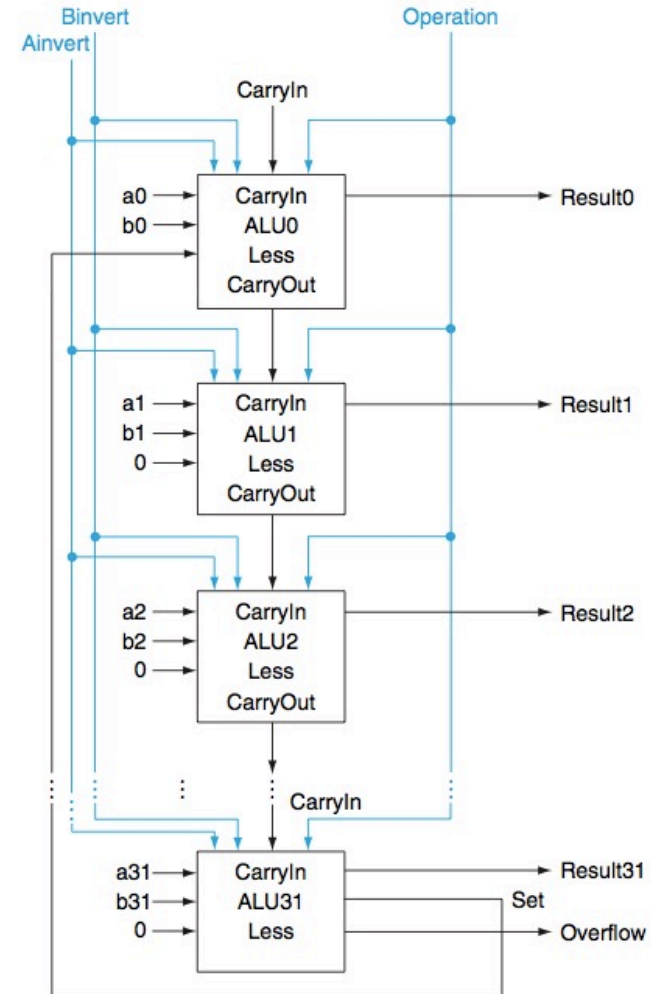 Binvert
Operation
Ainvert
CarryIn
a0
CarryIn
Result0
b0
ALU0
Less
CarryOut
a1
CarryIn
Result1
b1
ALU1
0
Less
CarryOut
a2
CarryIn
Result2
b2
ALU2
0
Less
CarryOut
CarryIn
a31
CarryIn
Result31
b31
ALU31
Set
0
Less
Overflow